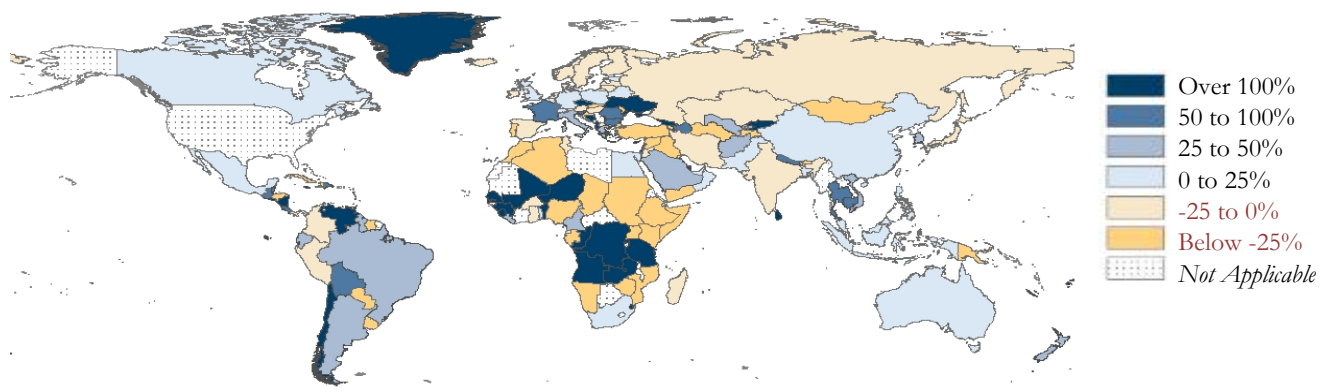 Over 100%
50 to 100%
25 to 50%
0 to 25%
-25 to 0%
Below -25%
Not Applicable